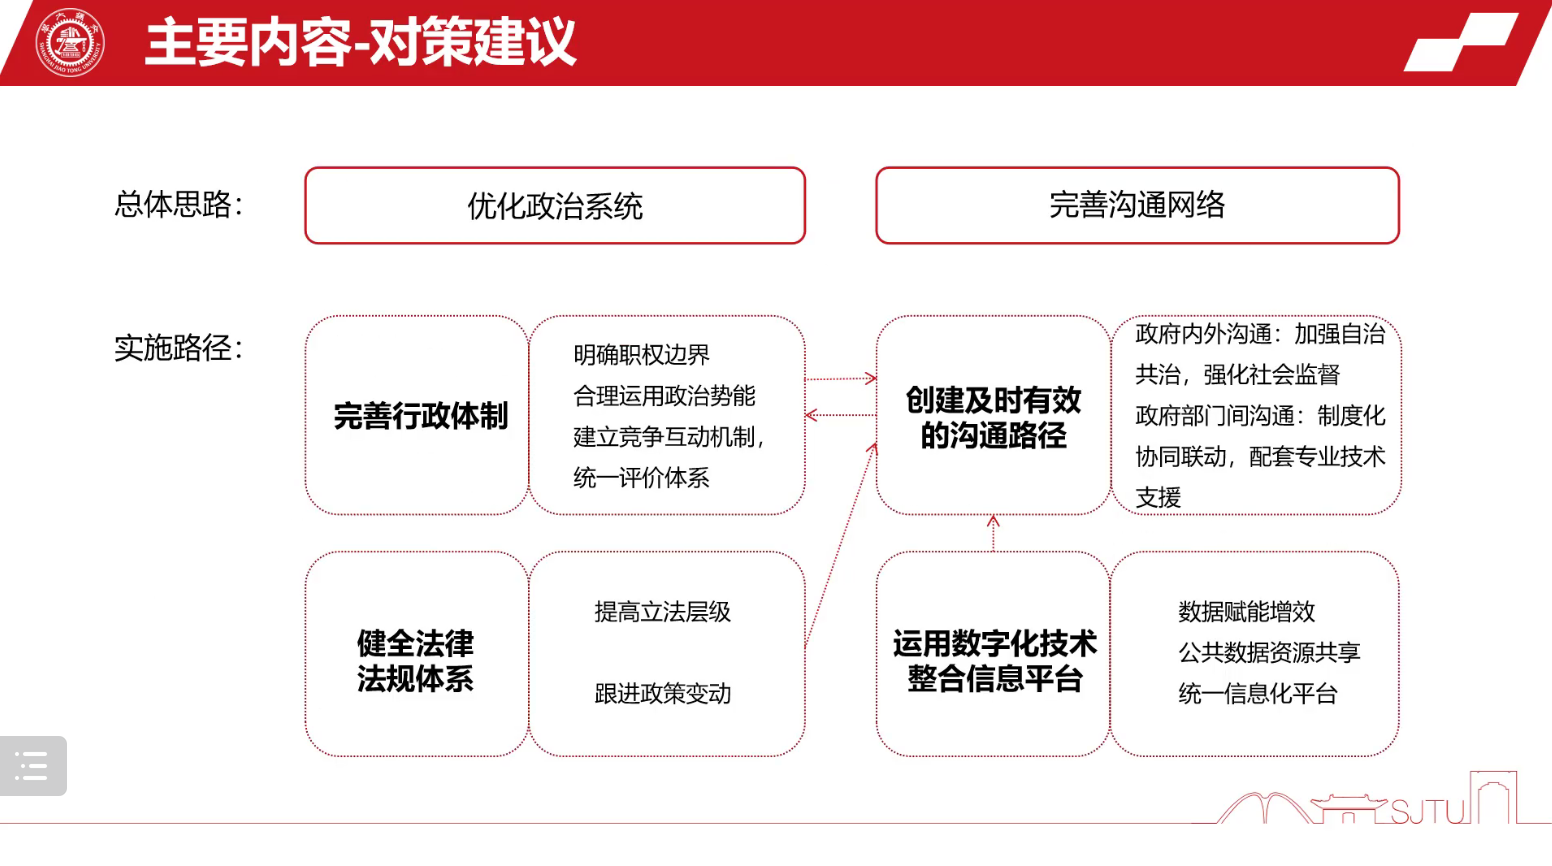 主要内容-对策建议
总体思路：
优化政治系统
完善沟通网络
实施路径：
完善行政体制
明确职权边界
合理运用政治势能
建立竞争互动机制，
统一评价体系
创建及时有效
的沟通路径
政府内外沟通：加强自治
共治，强化社会监督
政府部门间沟通：制度化
协同联动，配套专业技术
支援
健全法律
法规体系
提高立法层级
跟进政策变动
运用数字化技术
整合信息平台
数据赋能增效
公共数据资源共享
统一信息化平台
SJTU